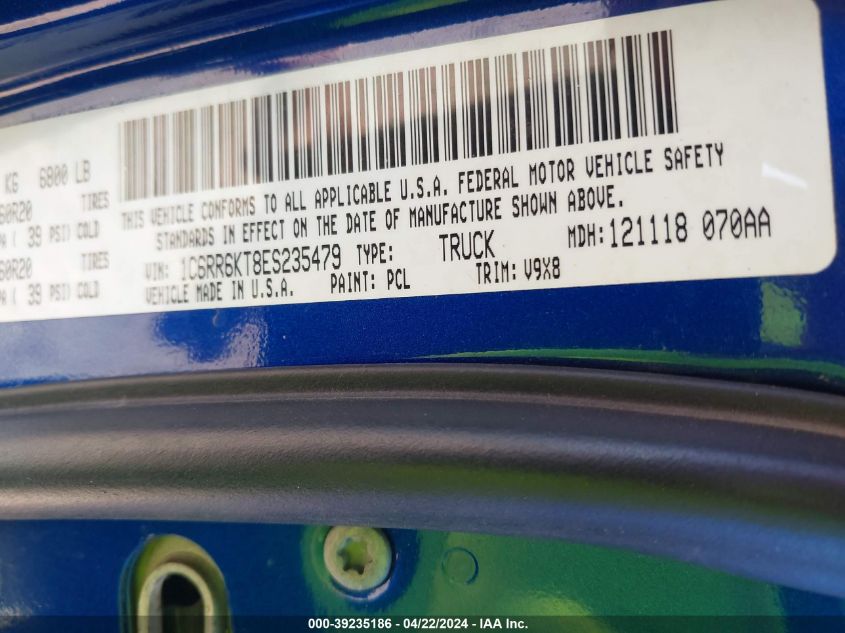 KG 6800 LB
60R20 TIRES
PA ( 39 PSI) COLD
60R20 TIRES
PA ( 39 PSI) COLD
THIS VEHICLE CONFORMS TO ALL APPLICABLE U.S.A. FEDERAL MOTOR VEHICLE SAFETY
STANDARDS IN EFFECT ON THE DATE OF MANUFACTURE SHOWN ABOVE.
VIN: 1C6RR6KT8ES235479 TYPE: TRUCK MDH:121118 070AA
VEHICLE MADE IN U.S.A. PAINT: PCL TRIM: V9X8
000-39235186 - 04/22/2024 - IAA Inc.